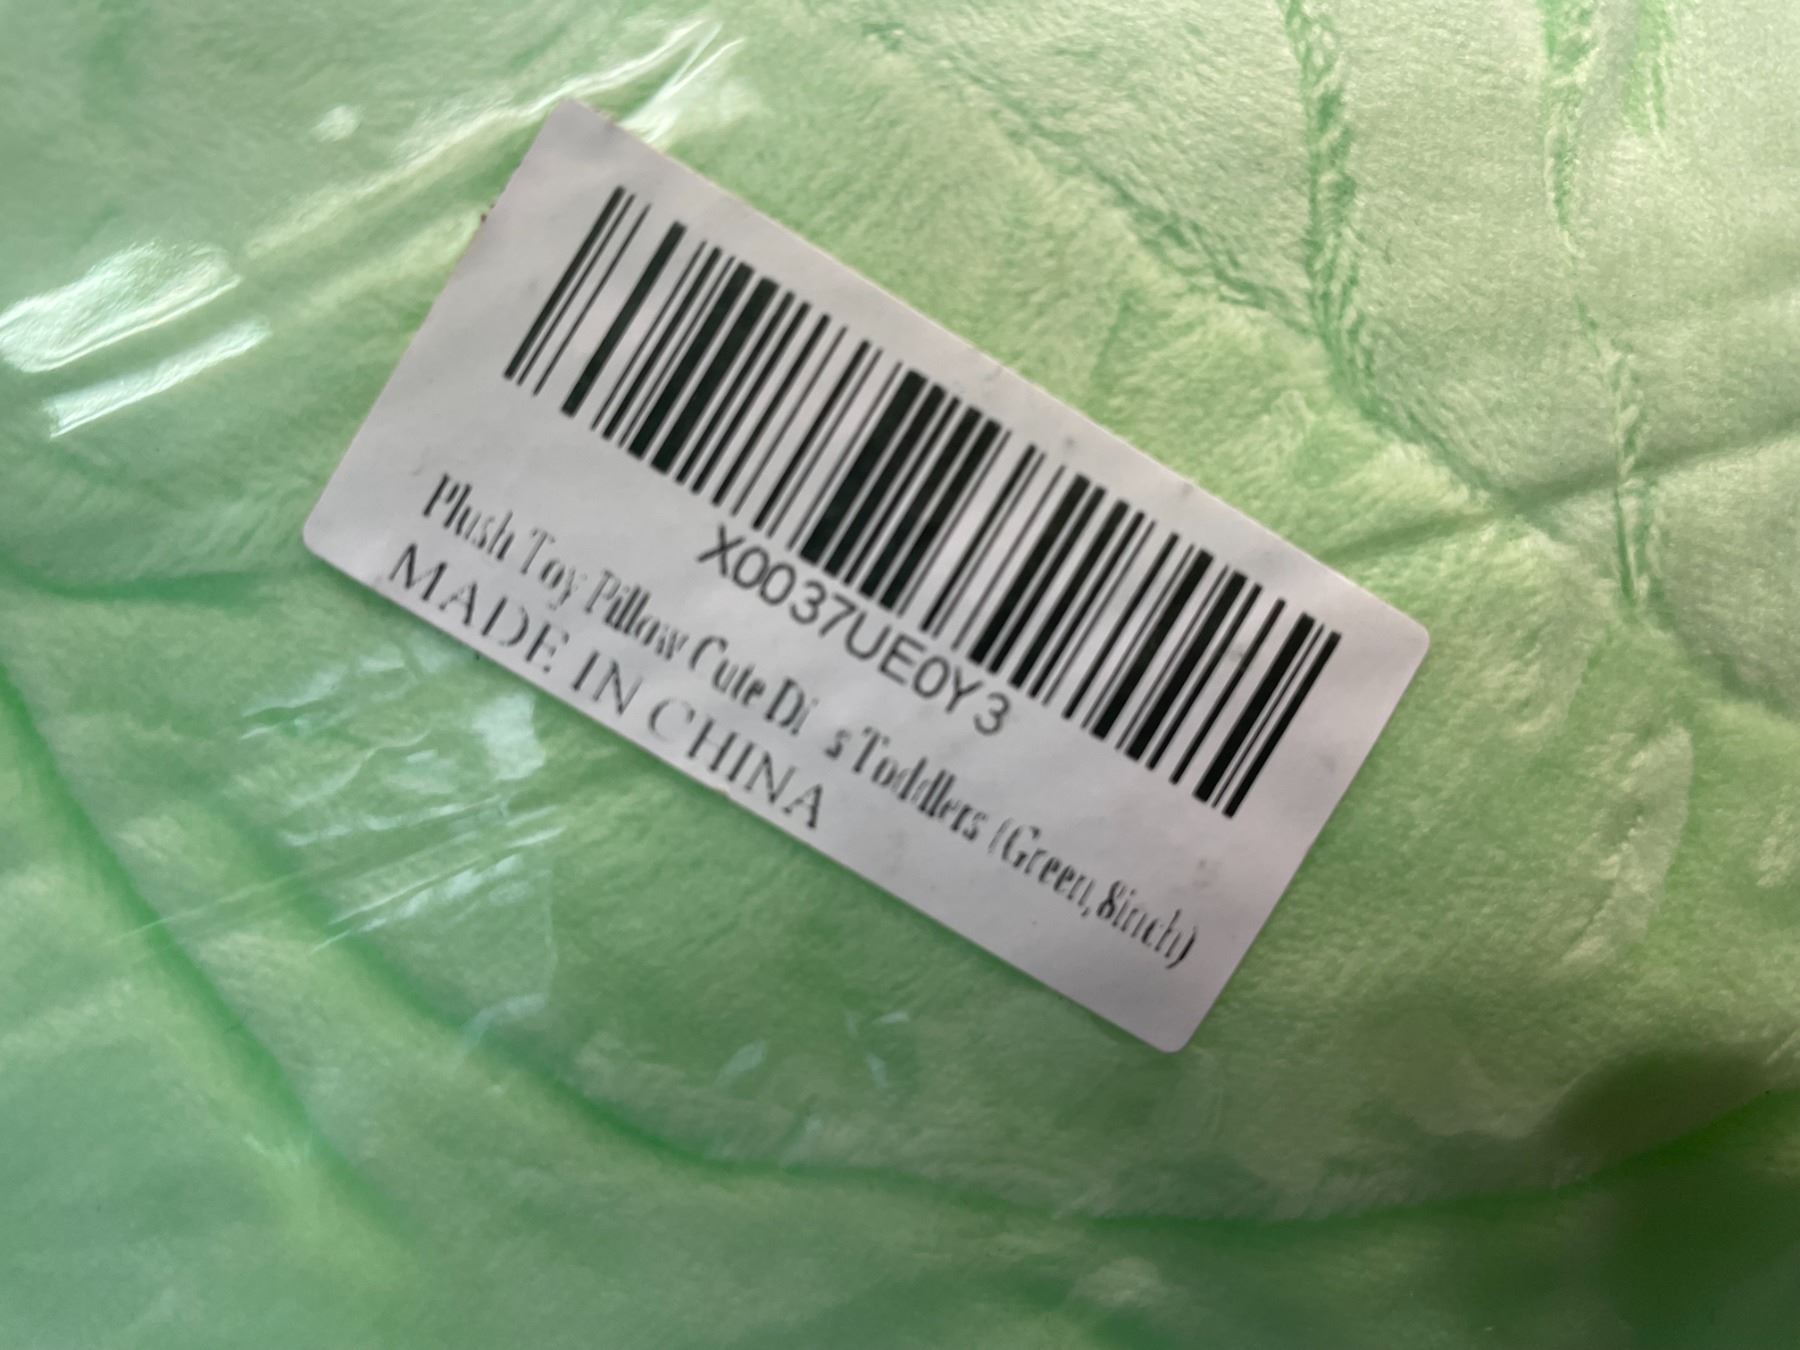 X0037UE0Y3
Plush Toy Pillow Cute Di s Toddlers (Green,8inch)
MADE IN CHINA